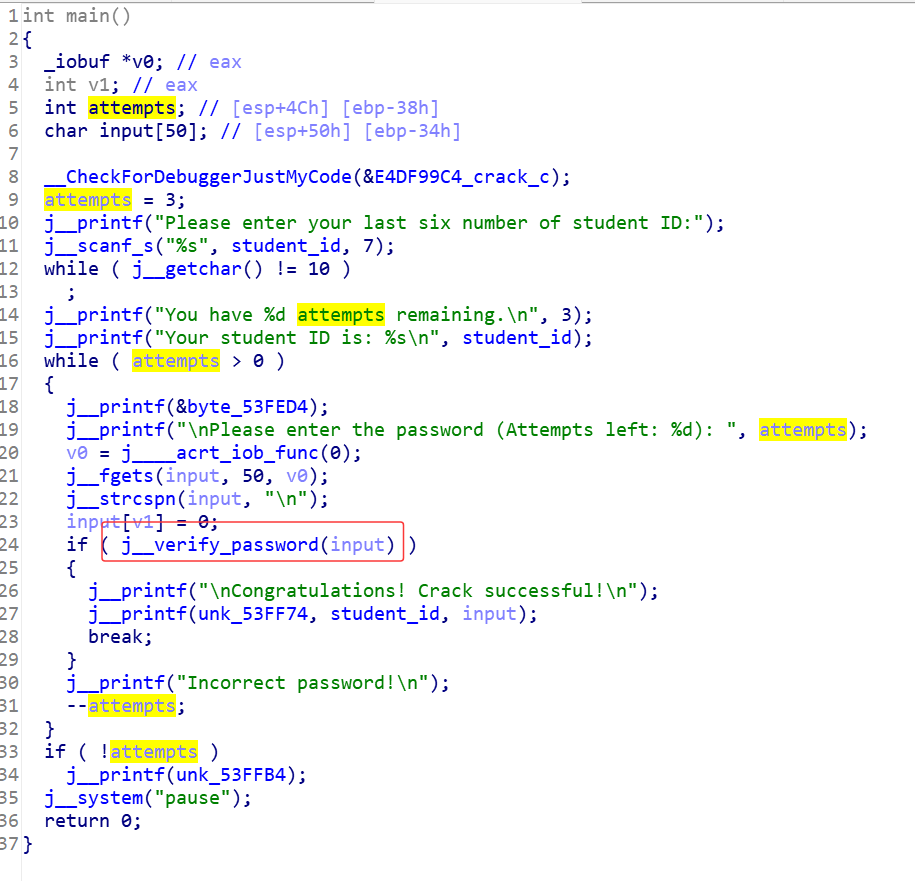 1 int main()
2 {
3   _iobuf *v0; // eax
4   int v1; // eax
5   int attempts; // [esp+4Ch] [ebp-38h]
6   char input[50]; // [esp+50h] [ebp-34h]
7
8   __CheckForDebuggerJustMyCode(&E4DF99C4_crack_c);
9   attempts = 3;
10   j__printf("Please enter your last six number of student ID:");
11   j__scanf_s("%s", student_id, 7);
12   while ( j__getchar() != 10 )
13     ;
14   j__printf("You have %d attempts remaining.\n", 3);
15   j__printf("Your student ID is: %s\n", student_id);
16   while ( attempts > 0 )
17   {
18     j__printf(&byte_53FED4);
19     j__printf("\nPlease enter the password (Attempts left: %d): ", attempts);
20     v0 = j____acrt_iob_func(0);
21     j__fgets(input, 50, v0);
22     j__strcspn(input, "\n");
23     input[v1] = 0;
24     if ( j__verify_password(input) )
25     {
26       j__printf("\nCongratulations! Crack successful!\n");
27       j__printf(unk_53FF74, student_id, input);
28       break;
29     }
30     j__printf("Incorrect password!\n");
31     --attempts;
32   }
33   if ( !attempts )
34     j__printf(unk_53FFB4);
35   j__system("pause");
36   return 0;
37 }